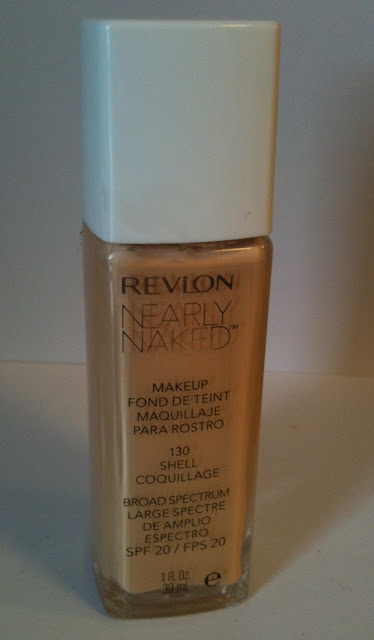 REVLON
NEARLY
NAKED™
MAKEUP
FOND DE TEINT
MAQUILLAJE
PARA ROSTRO
130
SHELL
COQUILLAGE
BROAD SPECTRUM
LARGE SPECTRE
DE AMPLIO
ESPECTRO
SPF 20 / FPS 20
1 FL. Oz.
30 ml ℮